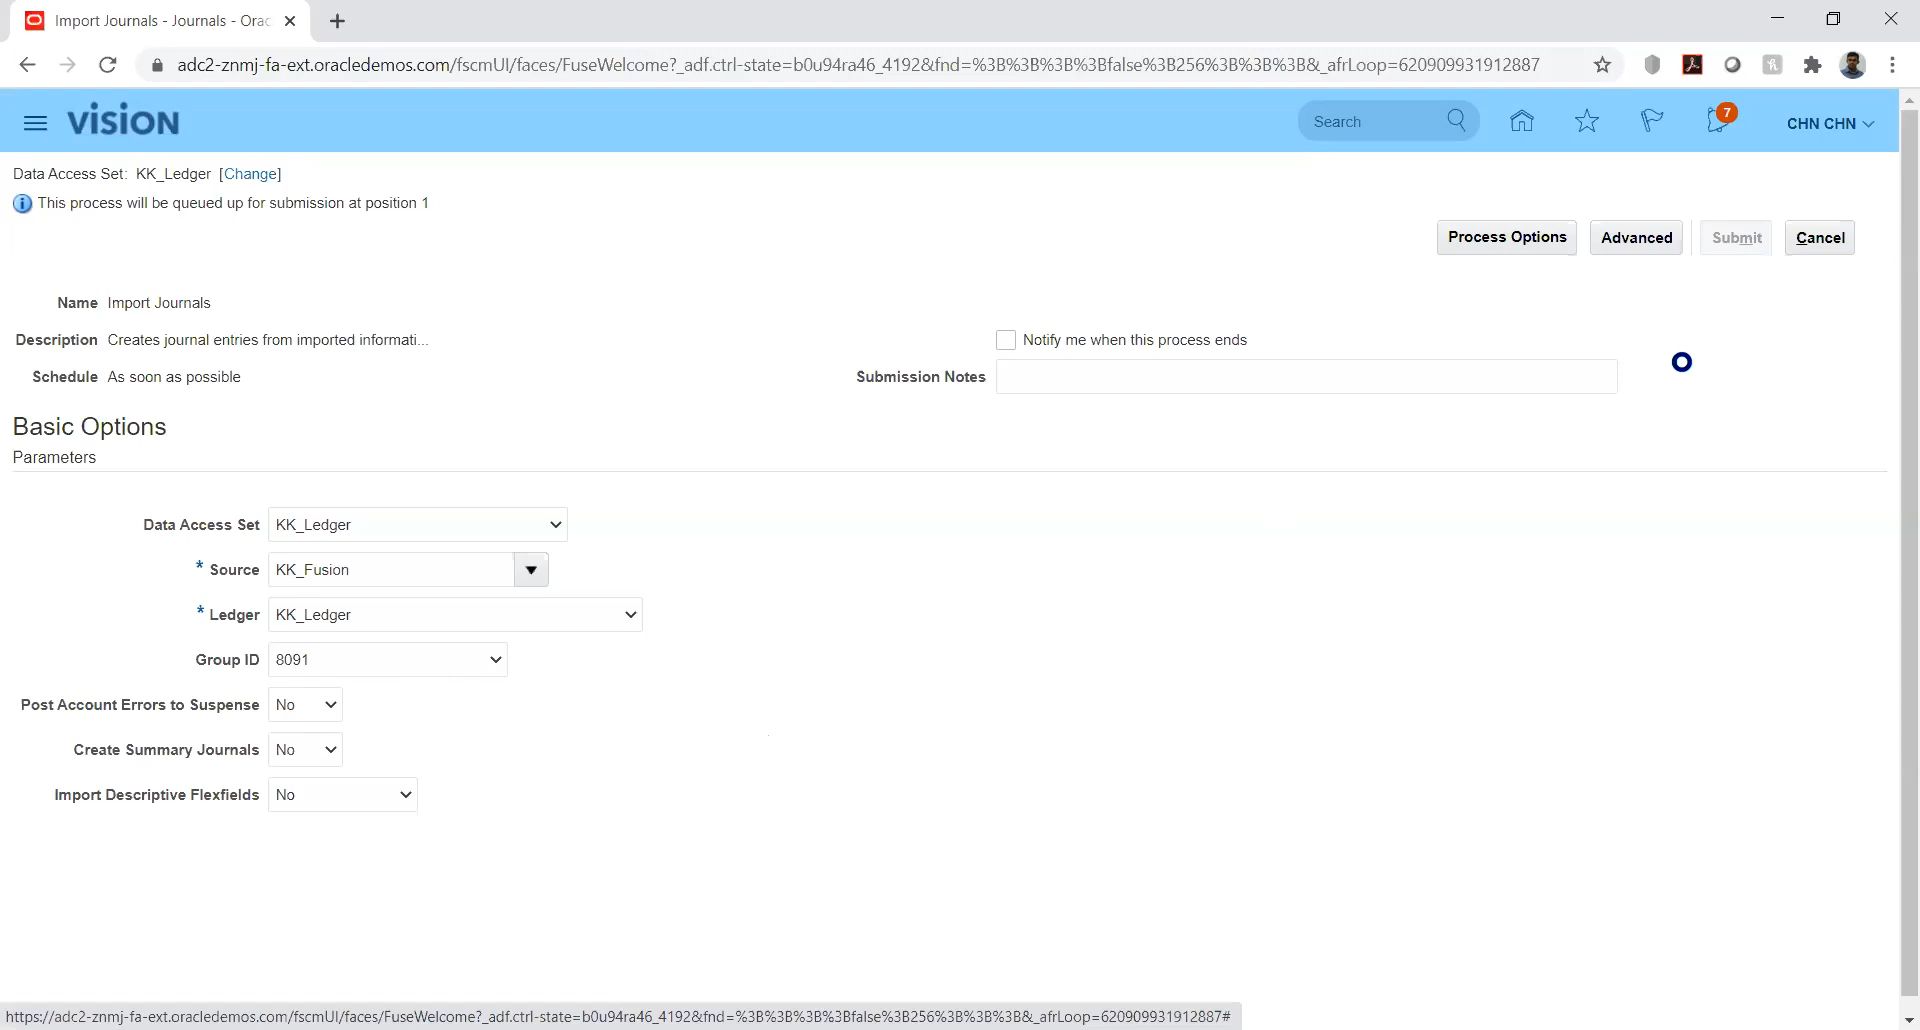 Import Journals - Journals - Orac
adc2-znmj-fa-ext.oracledemos.com/fscmUI/faces/FuseWelcome?_adf.ctrl-state=b0u94ra46_4192&fnd=%3B%3B%3B%3Bfalse%3B256%3B%3B%3B&_afrLoop=620909931912887
vision
Search
7
CHN CHN
Data Access Set: KK_Ledger [Change]
This process will be queued up for submission at position 1
Process Options Advanced Submit Cancel
Name Import Journals
Description Creates journal entries from imported informati...
Notify me when this process ends
Schedule As soon as possible
Submission Notes
Basic Options
Parameters
Data Access Set KK_Ledger
* Source KK_Fusion
* Ledger KK_Ledger
Group ID 8091
Post Account Errors to Suspense No
Create Summary Journals No
Import Descriptive Flexfields No
https://adc2-znmj-fa-ext.oracledemos.com/fscmUI/faces/FuseWelcome?_adf.ctrl-state=b0u94ra46_4192&fnd=%3B%3B%3B%3Bfalse%3B256%3B%3B%3B&_afrLoop=620909931912887#